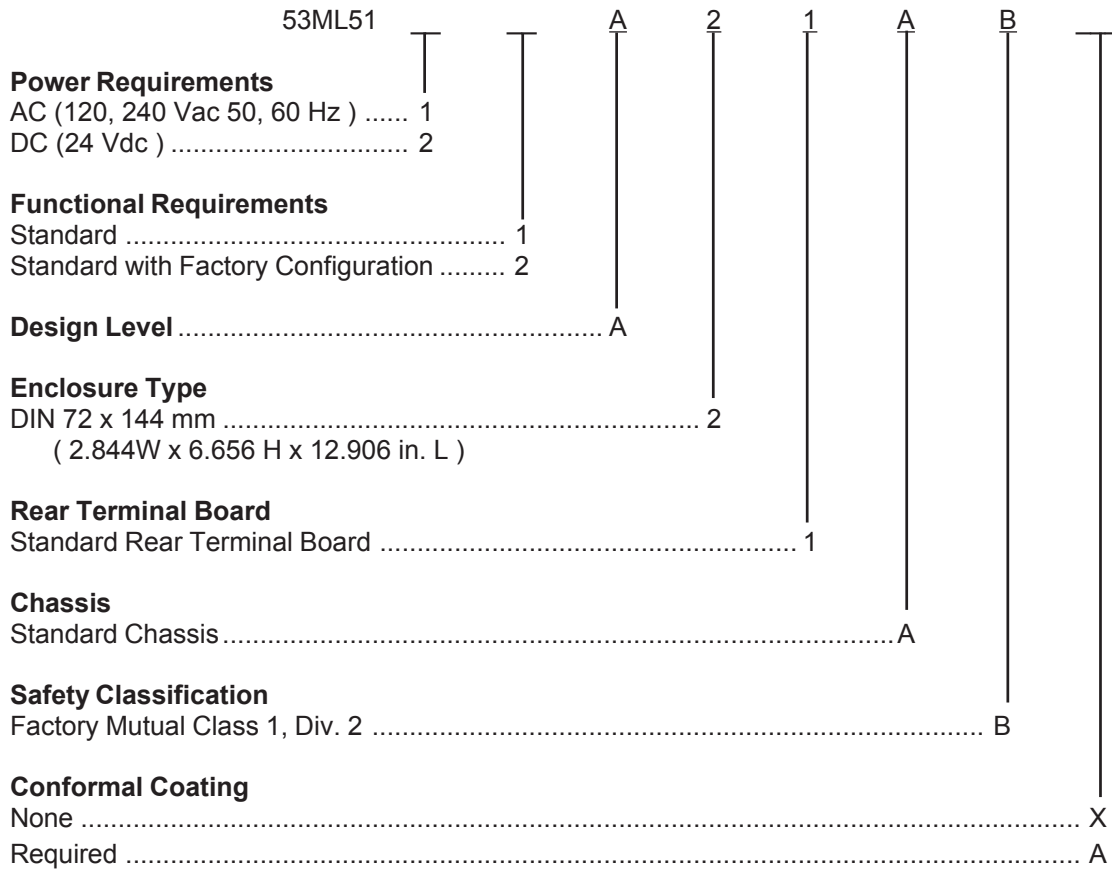 53ML51 __ __ A 2 1 A B __
Power Requirements
AC (120, 240 Vac 50, 60 Hz ) ...... 1
DC (24 Vdc ) ................................ 2
Functional Requirements
Standard ................................................... 1
Standard with Factory Configuration ......... 2
Design Level ......................................................... A
Enclosure Type
DIN 72 x 144 mm .................................................................... 2
( 2.844W x 6.656 H x 12.906 in. L )
Rear Terminal Board
Standard Rear Terminal Board ........................................................ 1
Chassis
Standard Chassis ........................................................................................... A
Safety Classification
Factory Mutual Class 1, Div. 2 .................................................................................. B
Conformal Coating
None ...................................................................................................................................... X
Required ................................................................................................................................ A